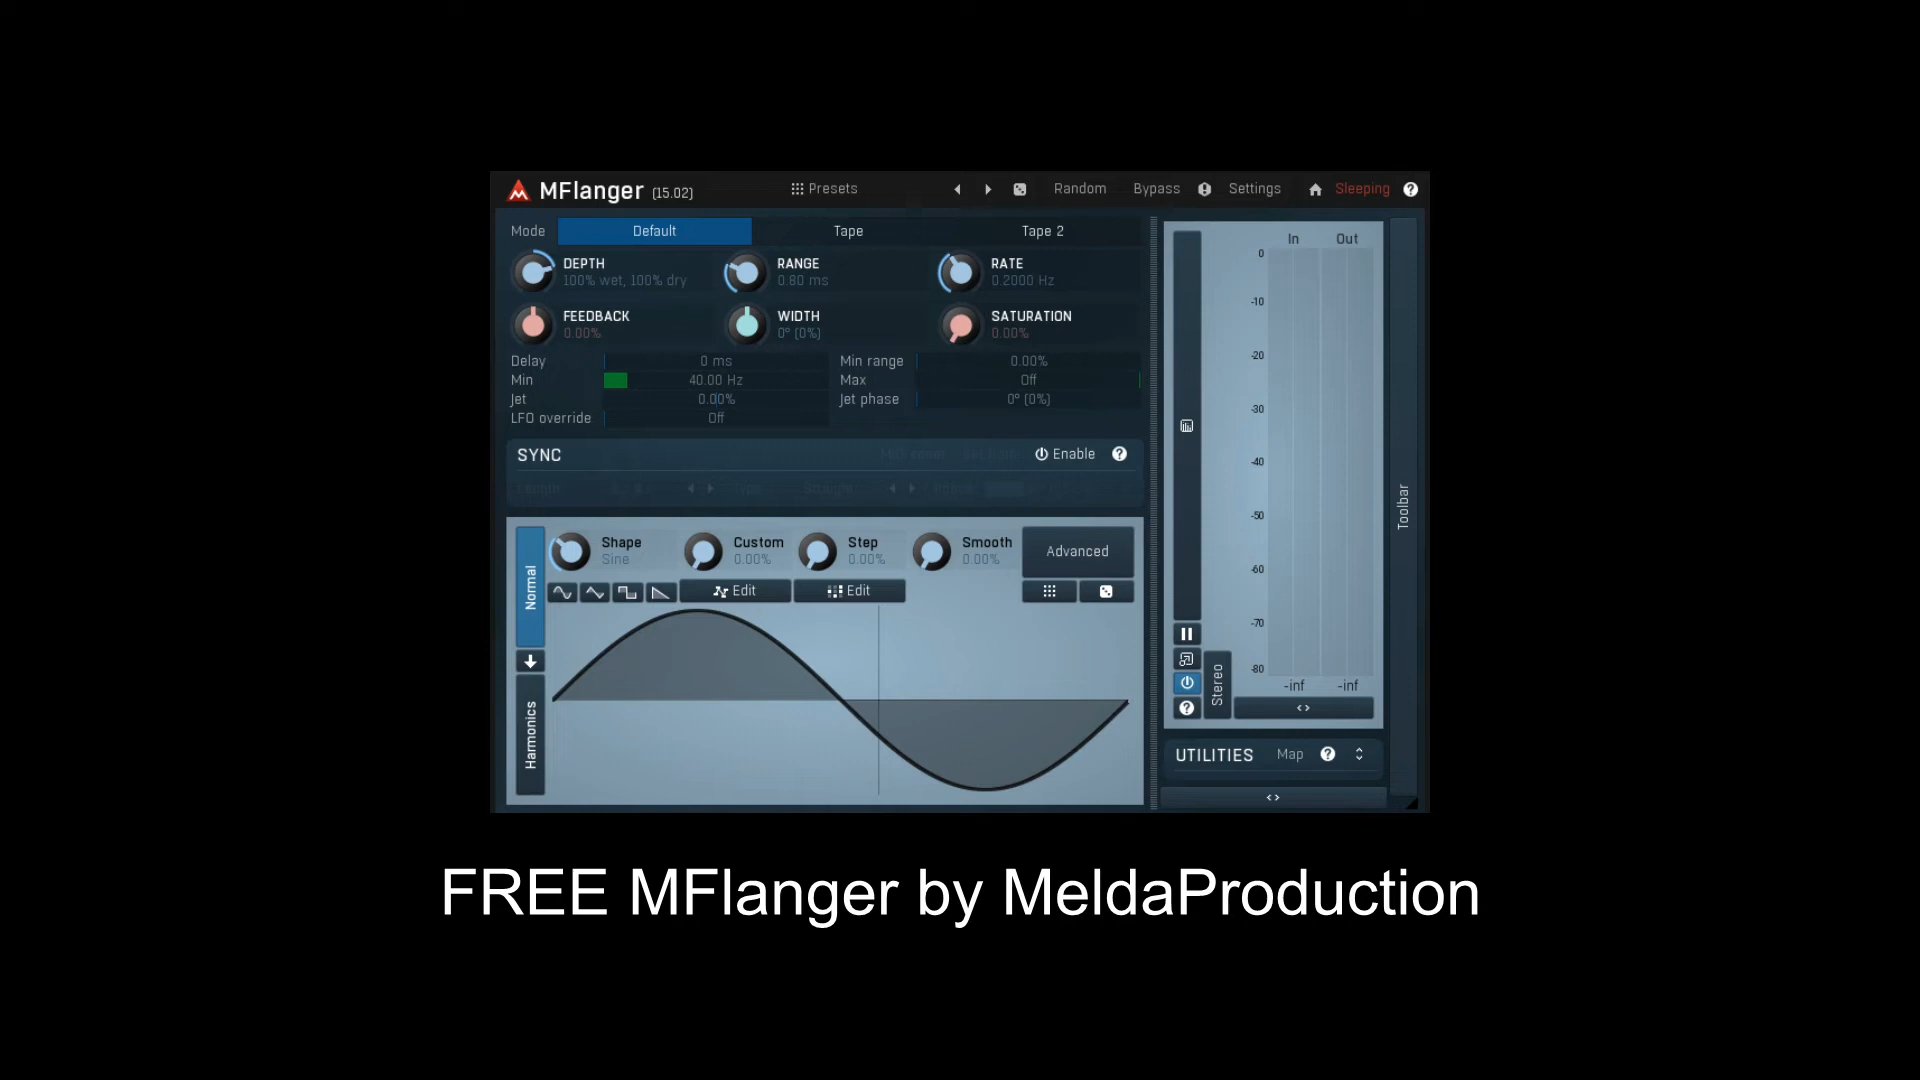 MFlanger (15.02) Presets Random Bypass Settings Sleeping
Mode Default Tape Tape 2
DEPTH
100% wet, 100% dry
RANGE
0.80 ms
RATE
0.2000 Hz
FEEDBACK
0.00%
WIDTH
0° (0%)
SATURATION
0.00%
Delay 0 ms Min range 0.00%
Min 40.00 Hz Max Off
Jet 0.00% Jet phase 0° (0%)
LFO override Off
SYNC Enable
Normal
Harmonics
Shape
Sine
Custom
0.00%
Step
0.00%
Smooth
0.00%
Advanced
Edit Edit
In Out
0
-10
-20
-30
-40
-50
-60
-70
-80
-inf -inf
Stereo
Toolbar
UTILITIES Map
FREE MFlanger by MeldaProduction